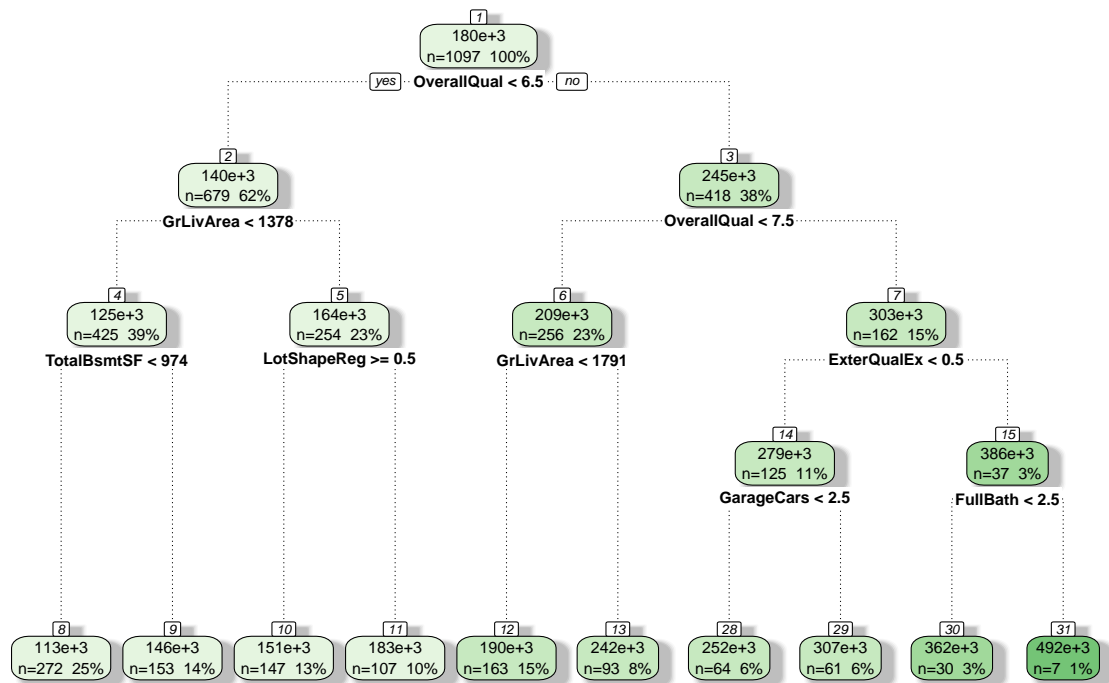 1
180e+3
n=1097 100%
yes OverallQual < 6.5 no
2
140e+3
n=679 62%
GrLivArea < 1378
3
245e+3
n=418 38%
OverallQual < 7.5
4
125e+3
n=425 39%
TotalBsmtSF < 974
5
164e+3
n=254 23%
LotShapeReg >= 0.5
6
209e+3
n=256 23%
GrLivArea < 1791
7
303e+3
n=162 15%
ExterQualEx < 0.5
14
279e+3
n=125 11%
GarageCars < 2.5
15
386e+3
n=37 3%
FullBath < 2.5
8
113e+3
n=272 25%
9
146e+3
n=153 14%
10
151e+3
n=147 13%
11
183e+3
n=107 10%
12
190e+3
n=163 15%
13
242e+3
n=93 8%
28
252e+3
n=64 6%
29
307e+3
n=61 6%
30
362e+3
n=30 3%
31
492e+3
n=7 1%